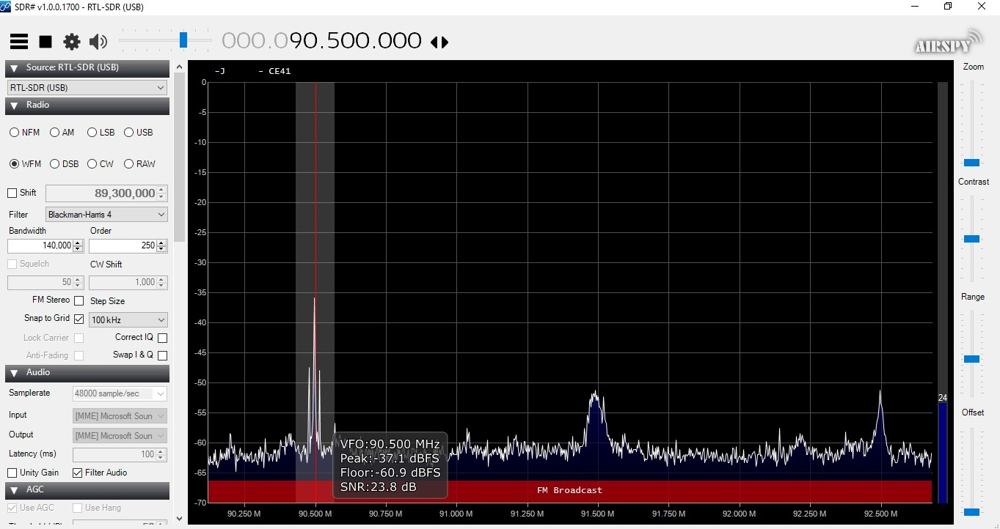 SDR# v1.0.0.1700 - RTL-SDR (USB)
000.090.500.000
AIRSPY
Source: RTL-SDR (USB)
RTL-SDR (USB)
Radio
NFM AM LSB USB
WFM DSB CW RAW
Shift 89,300,000
Filter Blackman-Harris 4
Bandwidth Order
140,000 250
Squelch CW Shift
50 1,000
FM Stereo Step Size
Snap to Grid 100 kHz
Lock Carrier Correct IQ
Anti-Fading Swap I & Q
Audio
Samplerate 48000 sample/sec
Input [MME] Microsoft Soun
Output [MME] Microsoft Soun
Latency (ms) 100
Unity Gain Filter Audio
AGC
Use AGC Use Hang
-J - CE41
0
-5
-10
-15
-20
-25
-30
-35
-40
-45
-50
-55
-60
-65
-70
VFO:90.500 MHz
Peak:-37.1 dBFS
Floor:-60.9 dBFS
SNR:23.8 dB
FM Broadcast
90.250 M 90.500 M 90.750 M 91.000 M 91.250 M 91.500 M 91.750 M 92.000 M 92.250 M 92.500 M
24
Zoom
Contrast
Range
Offset